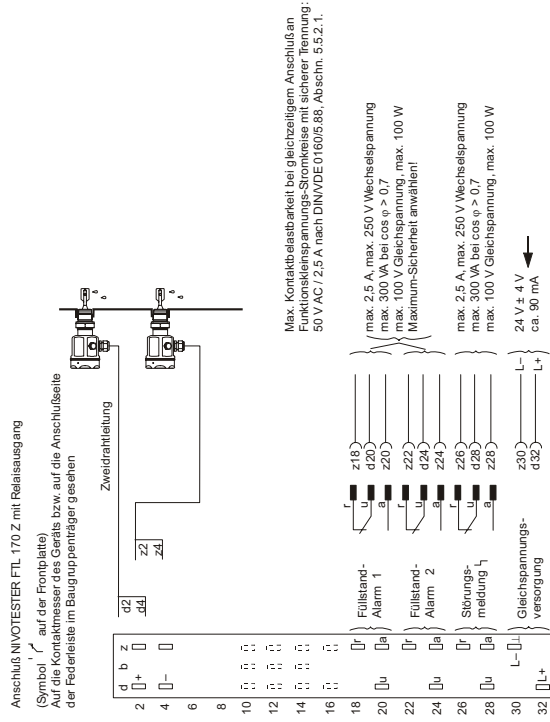 Anschluß NIVOTESTER FTL 170 Z mit Relaisausgang
(Symbol auf der Frontplatte)
Auf die Kontaktmesser des Geräts bzw. auf die Anschlußseite
der Federleiste im Baugruppenträger gesehen
Zweidrahtleitung
d2
d4
z2
z4
d b z
2 +
4 –
6
8
10
12
14
16
18 r
20 u a
22 r
24 u a
26 r
28 u a
30 L– ⊥
32 L+
Füllstand-
Alarm 1
r z18
u d20
a z20
Füllstand-
Alarm 2
r z22
u d24
a z24
Störungs-
meldung
r z26
u d28
a z28
Gleichspannungs-
versorgung
z30 L–
d32 L+
Max. Kontaktbelastbarkeit bei gleichzeitigem Anschluß an
Funktionskleinspannungs-Stromkreise mit sicherer Trennung:
50 V AC / 2,5 A nach DIN/VDE 0160/5.88, Abschn. 5.5.2.1.
max. 2,5 A, max. 250 V Wechselspannung
max. 300 VA bei cos φ > 0,7
max. 100 V Gleichspannung, max. 100 W
Maximum-Sicherheit anwählen!
max. 2,5 A, max. 250 V Wechselspannung
max. 300 VA bei cos φ > 0,7
max. 100 V Gleichspannung, max. 100 W
24 V ± 4 V
ca. 90 mA